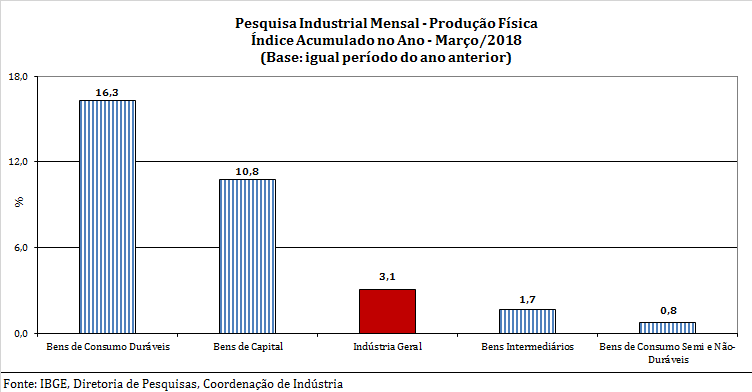 Pesquisa Industrial Mensal - Produção Física
Índice Acumulado no Ano - Março/2018
(Base: igual período do ano anterior)
18,0
12,0
6,0
0,0
%
16,3
10,8
3,1
1,7
0,8
Bens de Consumo Duráveis
Bens de Capital
Indústria Geral
Bens Intermediários
Bens de Consumo Semi e Não-
Duráveis
Fonte: IBGE, Diretoria de Pesquisas, Coordenação de Indústria